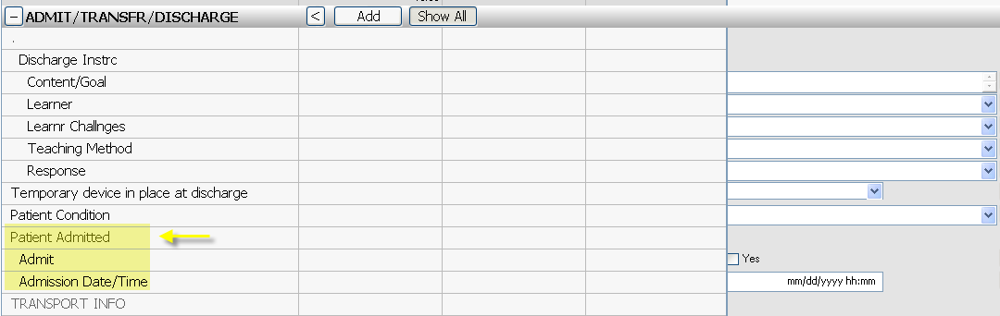 − ADMIT/TRANSFR/DISCHARGE < Add Show All
.
Discharge Instrc
Content/Goal
Learner
Learnr Challnges
Teaching Method
Response
Temporary device in place at discharge
Patient Condition
Patient Admitted
Admit Yes
Admission Date/Time mm/dd/yyyy hh:mm
TRANSPORT INFO